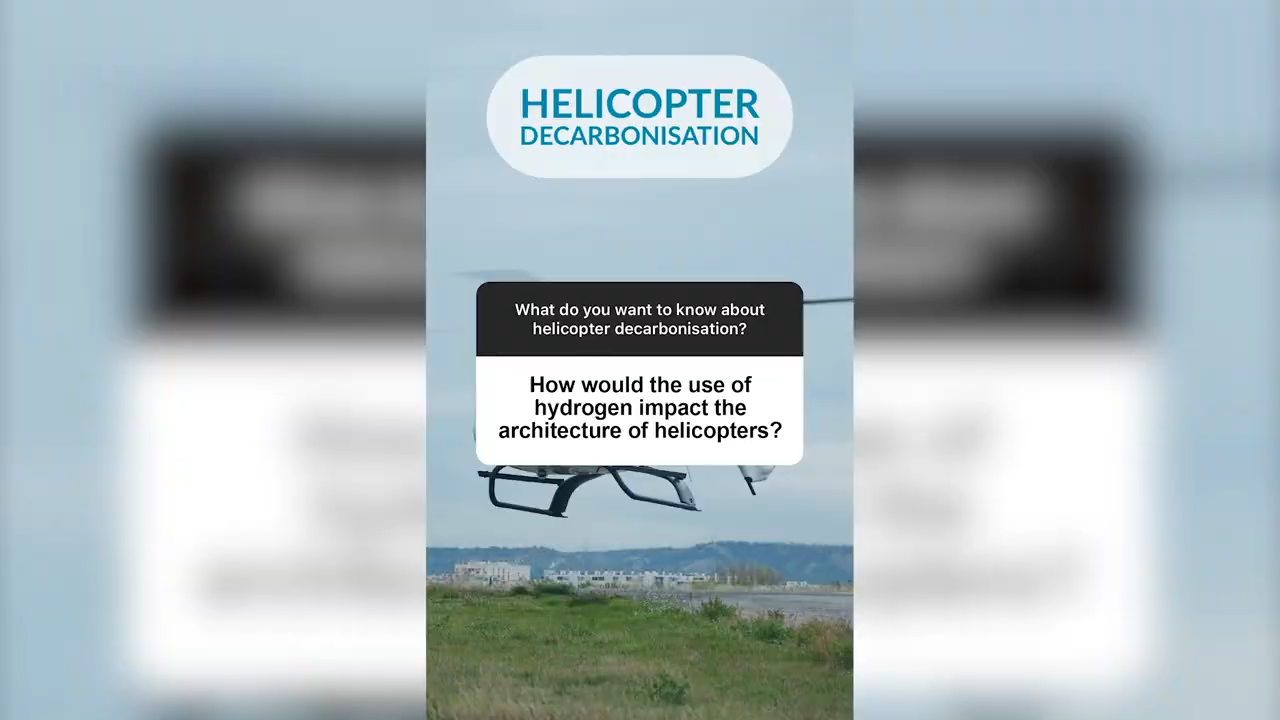 HELICOPTER
DECARBONISATION
What do you want to know about
helicopter decarbonisation?
How would the use of
hydrogen impact the
architecture of helicopters?